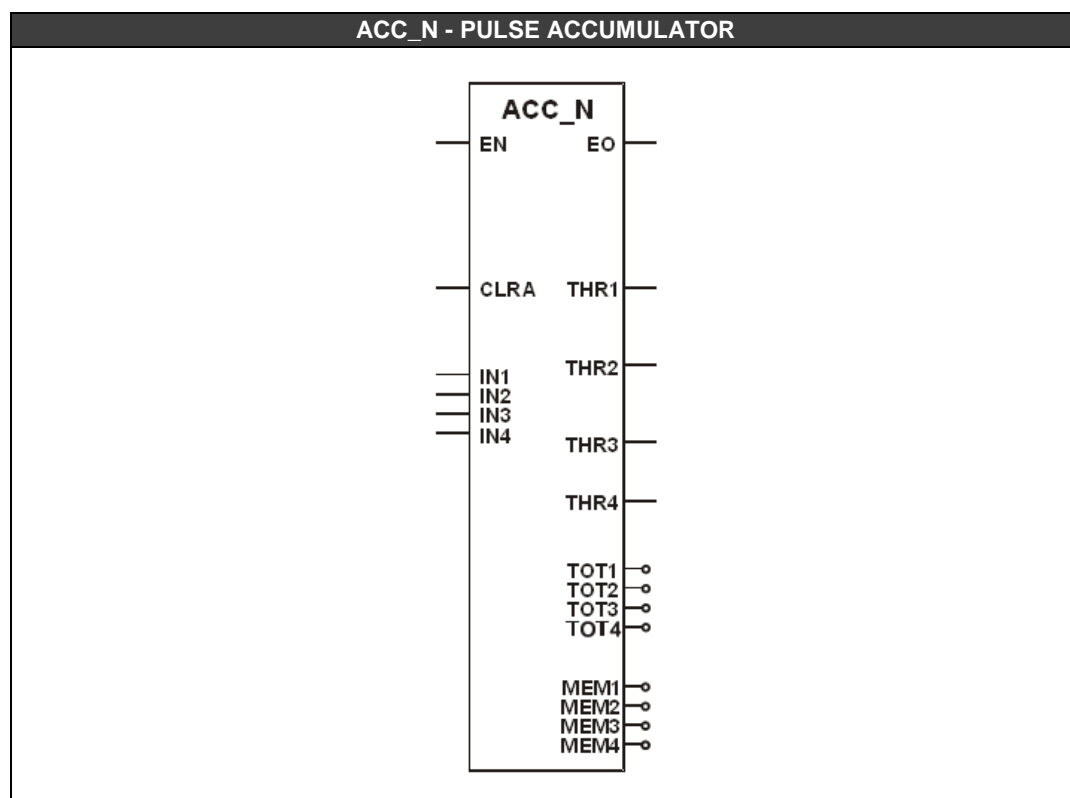 ACC_N - PULSE ACCUMULATOR
ACC_N
EN EO
CLRA THR1
THR2
IN1
IN2
IN3
IN4
THR3
THR4
TOT1
TOT2
TOT3
TOT4
MEM1
MEM2
MEM3
MEM4